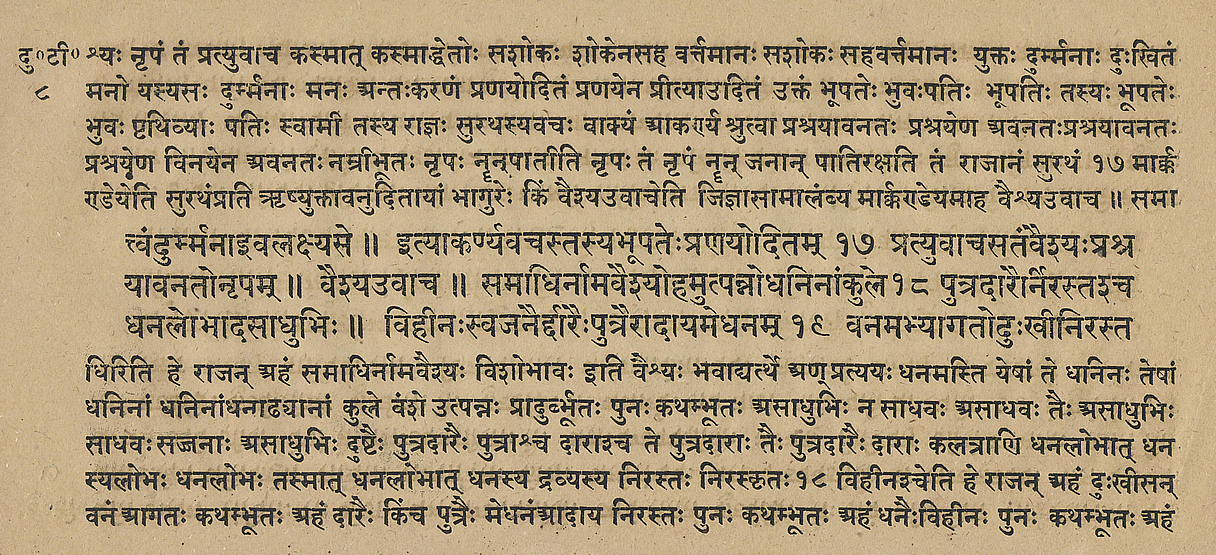 दु०टी० श्यः नृपं तं प्रत्युवाच कस्मात् कस्माद्धेतोः सशोकः शोकेनसह वर्त्तमानः सशोकः सहवर्त्तमानः युक्तः दुर्म्मनाः दुःखितं
८ मनो यस्यसः दुर्म्मनाः मनः अन्तःकरणं प्रणयोदितं प्रणयेन प्रीत्याउदितं उक्तं भूपतेः भुवःपतिः भूपतिः तस्यः भूपतेः
भुवः पृथिव्याः पतिः स्वामी तस्य राज्ञः सुरथस्यवचः वाक्यं आकर्ण्य श्रुत्वा प्रश्रयावनतः प्रश्रयेण अवनतःप्रश्रयावनतः
प्रश्रयेण विनयेन अवनतः नम्रीभूतः नृपः नॄन्पातीति नृपः तं नृपं नॄन् जनान् पातिरक्षाति तं राजानं सुरथं १७ मार्क्क
ण्डेयेति सुरथंप्रति ऋष्युक्तावनुदितायां भागुरेः किं वैश्यउवाचेति जिज्ञासामालंव्य मार्क्कण्डेयमाह वैश्यउवाच ॥ समा
त्त्वंदुर्म्मनाइवलक्ष्यसे ॥ इत्याकर्ण्यवचस्तस्यभूपतेःप्रणयोदितम् १७ प्रत्युवाचसतंवैश्यःप्रश्र
यावनतोनृपम् ॥ वैश्यउवाच ॥ समाधिर्नामवैश्योहमुत्पन्नोधनिनांकुले१८ पुत्रदारैर्निरस्तश्च
धनलोभादसाधुभिः ॥ विहीनःस्वजनैर्द्दारैःपुत्रैरादायमेधनम् १९ वनमभ्यागतोदुःखीनिरस्त
धिरिति हे राजन् अहं समाधिर्नामवैश्यः विशोभावः इति वैश्यः भवाद्यर्त्थे अण् प्रत्ययः धनमस्ति येषां ते धनिनः तेषां
धनिनां धनिनांधनाढ्यानां कुले वंशे उत्पन्नः प्रादुर्व्भूतः पुनः कथम्भूतः असाधुभिः न साधवः असाधवः तैः असाधुभिः
साधवः सज्जनाः असाधुभिः दुष्टैः पुत्रदारैः पुत्राश्च दाराश्च ते पुत्रदाराः तैः पुत्रदारैः दाराः कलत्राणि धनलोभात् धन
स्यलोभः धनलोभः तस्मात् धनलोभात् धनस्य द्रव्यस्य निरस्तः निरस्कृतः १८ विहीनश्चेति हे राजन् अहं दुःखीसन्
वनं आगतः कथम्भूतः अहं दारैः किंच पुत्रैः मेधनंआदाय निरस्तः पुनः कथम्भूतः अहं धनैःविहीनः पुनः कथम्भूतः अहं